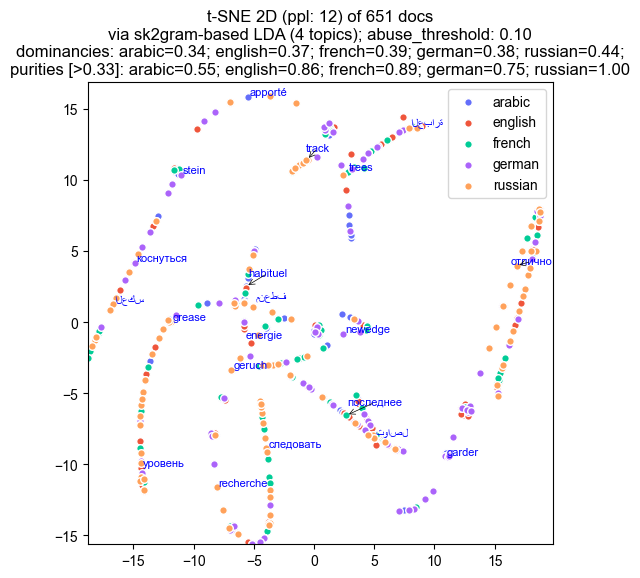 t-SNE 2D (ppl: 12) of 651 docs
via sk2gram-based LDA (4 topics); abuse_threshold: 0.10
dominancies: arabic=0.34; english=0.37; french=0.39; german=0.38; russian=0.44;
purities [>0.33]: arabic=0.55; english=0.86; french=0.89; german=0.75; russian=1.00
15
10
5
0
−5
−10
−15
−15
−10
−5
0
5
10
15
arabic
english
french
german
russian
apporté
العبارة
track
trees
stein
коснуться
отлично
habituel
العكس
منعطف
grease
energie
newedge
geruch
последнее
تواصل
следовать
garder
уровень
recherche